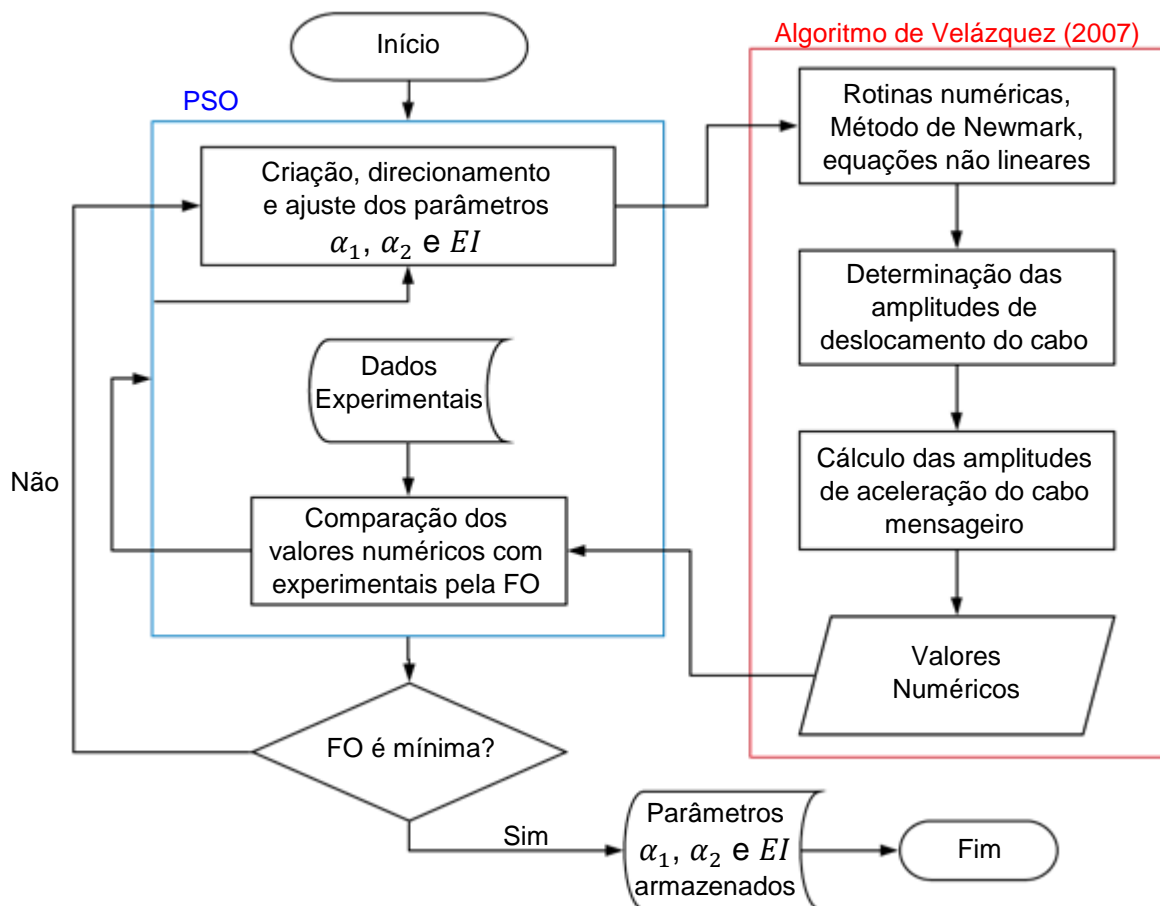 Início
PSO
Criação, direcionamento
e ajuste dos parâmetros
𝛼₁, 𝛼₂ e 𝐸𝐼
Dados
Experimentais
Comparação dos
valores numéricos com
experimentais pela FO
Não
FO é mínima?
Sim
Parâmetros
𝛼₁, 𝛼₂ e 𝐸𝐼
armazenados
Fim
Algoritmo de Velázquez (2007)
Rotinas numéricas,
Método de Newmark,
equações não lineares
Determinação das
amplitudes de
deslocamento do cabo
Cálculo das amplitudes
de aceleração do cabo
mensageiro
Valores
Numéricos